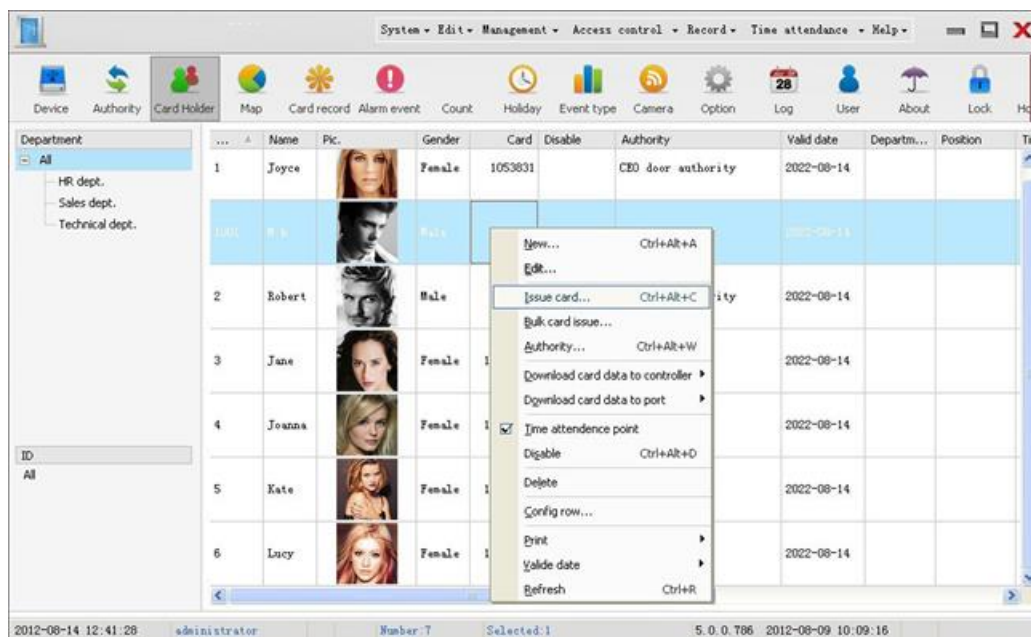 System Edit Management Access control Record Time attendance Help
Device Authority Card Holder Map Card record Alarm event Count Holiday Event type Camera Option Log User About Lock
28
Department
All
HR dept.
Sales dept.
Technical dept.
ID
All
... Name Pic. Gender Card Disable Authority Valid date Departm... Position
1 Joyce Female 1053831 CEO door authority 2022-08-14
Male
2 Robert Male ity 2022-08-14
3 Jane Female 1 2022-08-14
4 Joanna Female 1 2022-08-14
5 Kate Female 1 2022-08-14
6 Lucy Female 1 2022-08-14
New... Ctrl+Alt+A
Edit...
Issue card... Ctrl+Alt+C
Bulk card issue...
Authority... Ctrl+Alt+W
Download card data to controller
Download card data to port
Time attendence point
Disable Ctrl+Alt+D
Delete
Config row...
Print
Valide date
Refresh Ctrl+R
2012-08-14 12:41:28 administrator Number:7 Selected:1 5.0.0.786 2012-08-09 10:09:16